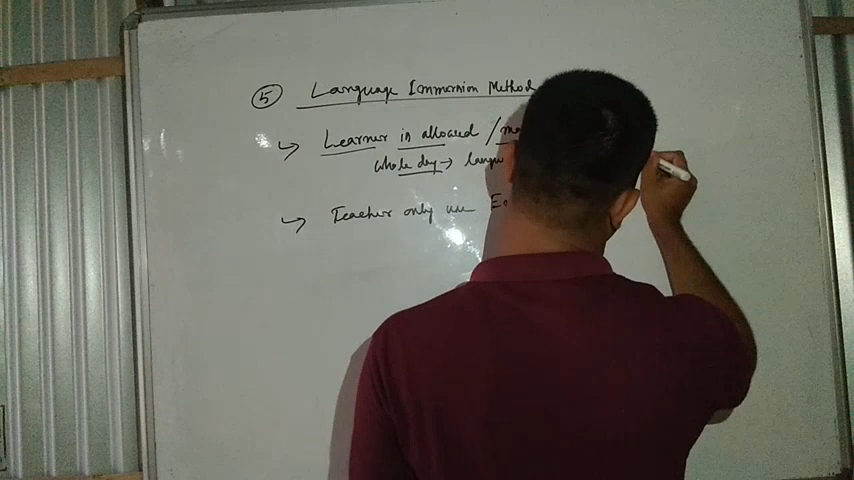 5 Language Immersion Method
Learner is allowed /
whole day →
Teacher only use